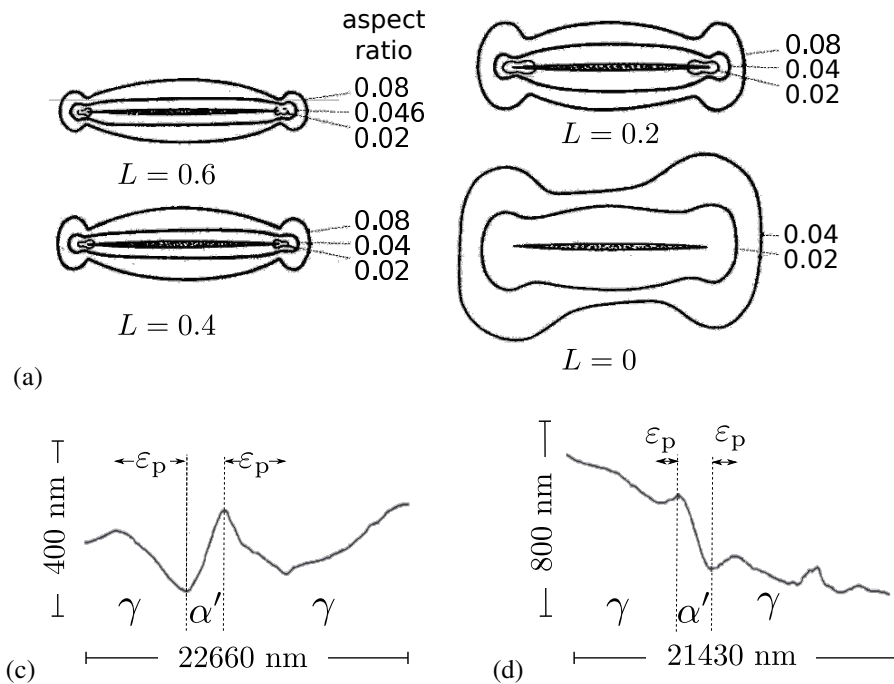 aspect
ratio
0.08
0.046
0.02
L = 0.6
0.08
0.04
0.02
L = 0.4
0.08
0.04
0.02
L = 0.2
0.04
0.02
L = 0
(a)
400 nm
εp
εp
γ
α′
γ
22660 nm
(c)
800 nm
εp
εp
γ
α′
γ
21430 nm
(d)